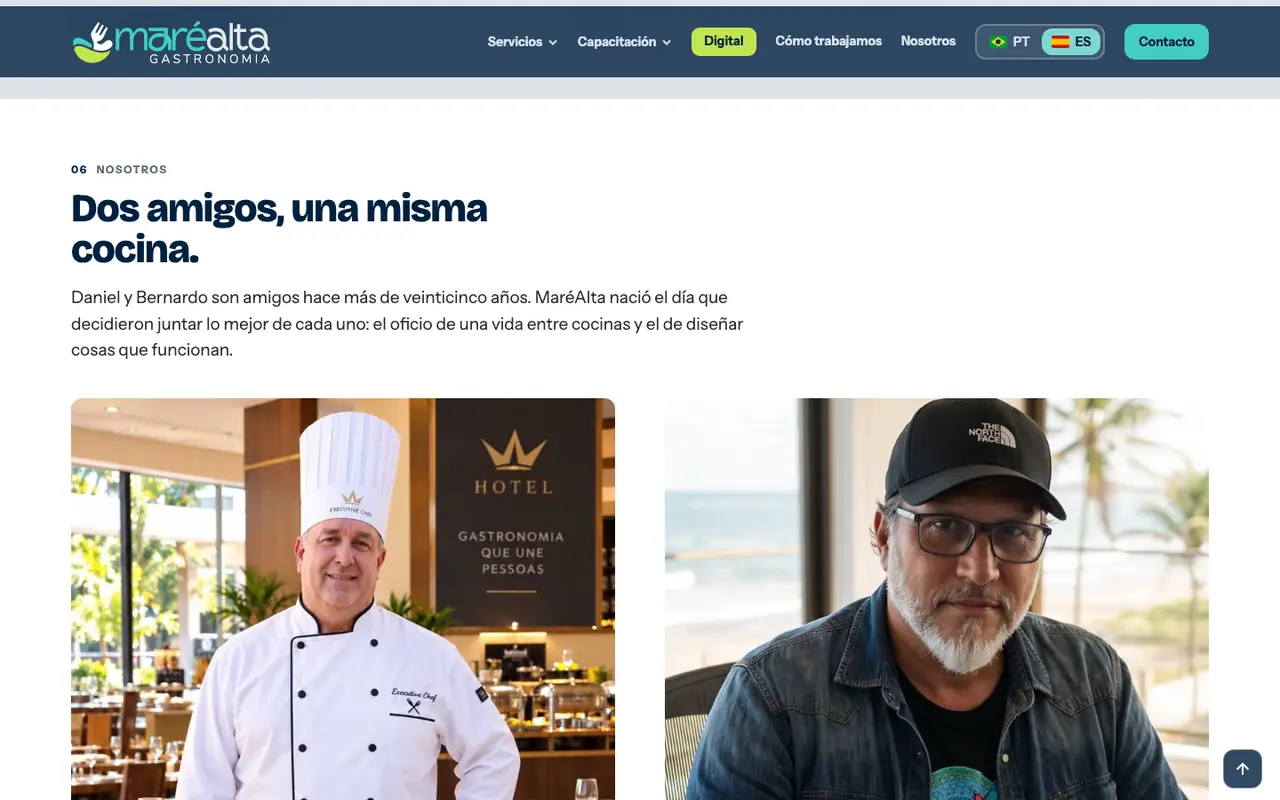 maréalta
GASTRONOMIA
Servicios
Capacitación
Digital
Cómo trabajamos
Nosotros
PT
ES
Contacto
06 NOSOTROS
Dos amigos, una misma
cocina.
Daniel y Bernardo son amigos hace más de veinticinco años. MaréAlta nació el día que
decidieron juntar lo mejor de cada uno: el oficio de una vida entre cocinas y el de diseñar
cosas que funcionan.
HOTEL
GASTRONOMIA
QUE UNE
PESSOAS
EXECUTIVE CHEF
Executive Chef
THE
NORTH
FACE